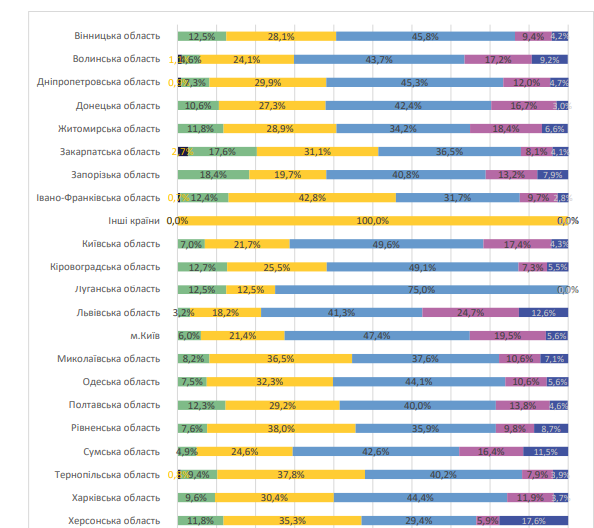 Вінницька область 12,5% 28,1% 45,8% 9,4% 4,2%
Волинська область 4,6% 24,1% 43,7% 17,2% 9,2%
Дніпропетровська область 7,3% 29,9% 45,3% 12,0% 4,7%
Донецька область 10,6% 27,3% 42,4% 16,7% 3,0%
Житомирська область 11,8% 28,9% 34,2% 18,4% 6,6%
Закарпатська область 17,6% 31,1% 36,5% 8,1% 4,1%
Запорізька область 18,4% 19,7% 40,8% 13,2% 7,9%
Івано-Франківська область 12,4% 42,8% 31,7% 9,7% 2,8%
Інші країни 0,0% 100,0% 0,0%
Київська область 7,0% 21,7% 49,6% 17,4% 4,3%
Кіровоградська область 12,7% 25,5% 49,1% 7,3% 5,5%
Луганська область 12,5% 12,5% 75,0% 0,0%
Львівська область 3,2% 18,2% 41,3% 24,7% 12,6%
м.Київ 6,0% 21,4% 47,4% 19,5% 5,6%
Миколаївська область 8,2% 36,5% 37,6% 10,6% 7,1%
Одеська область 7,5% 32,3% 44,1% 10,6% 5,6%
Полтавська область 12,3% 29,2% 40,0% 13,8% 4,6%
Рівненська область 7,6% 38,0% 35,9% 9,8% 8,7%
Сумська область 4,9% 24,6% 42,6% 16,4% 11,5%
Тернопільська область 9,4% 37,8% 40,2% 7,9% 3,9%
Харківська область 9,6% 30,4% 44,4% 11,9% 3,7%
Херсонська область 11,8% 35,3% 29,4% 5,9% 17,6%